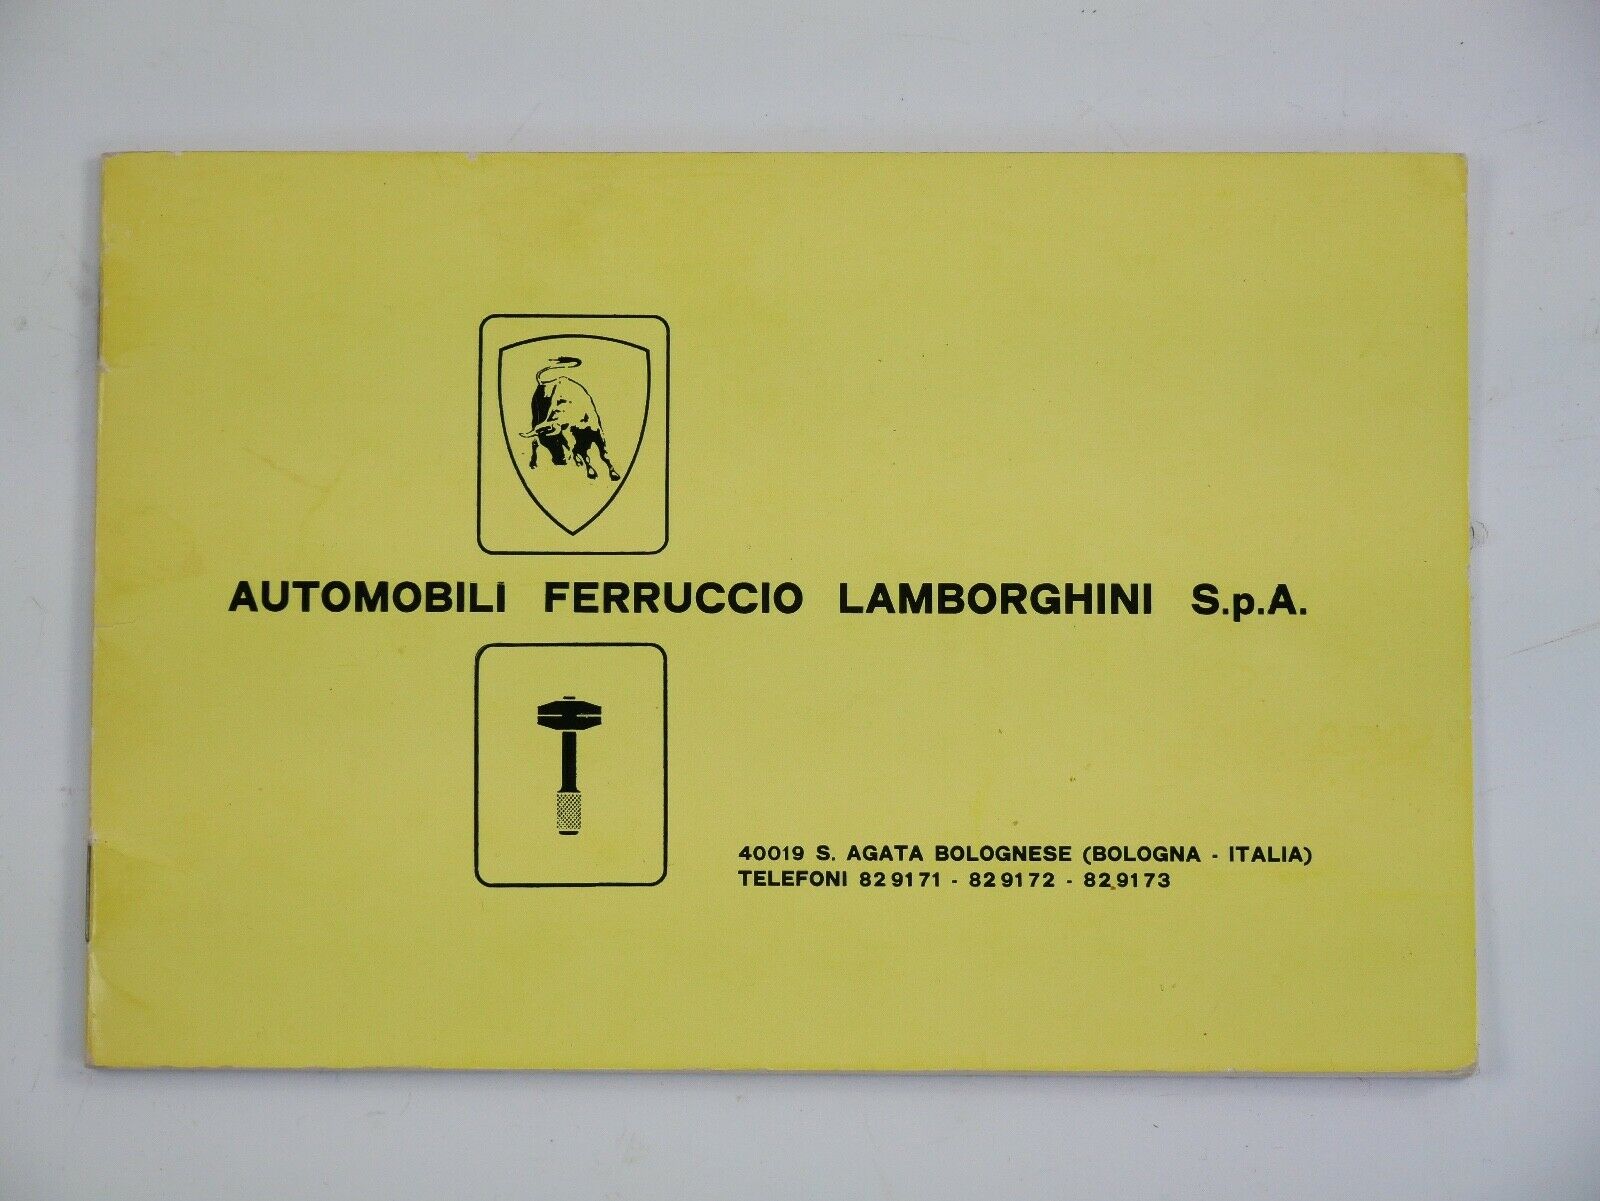 AUTOMOBILI FERRUCCIO LAMBORGHINI S.p.A.
40019 S. AGATA BOLOGNESE (BOLOGNA - ITALIA)
TELEFONI 829171 - 829172 - 829173